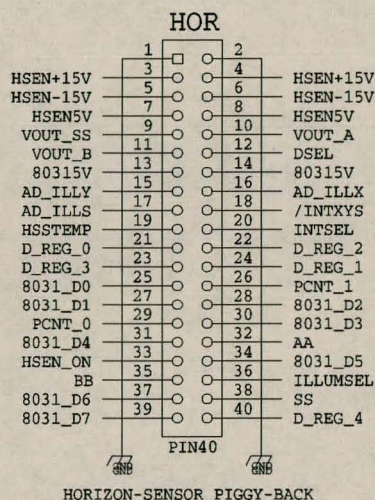 HOR
1 2
HSEN+15V 3 4 HSEN+15V
HSEN-15V 5 6 HSEN-15V
HSEN5V 7 8 HSEN5V
VOUT_SS 9 10 VOUT_A
VOUT_B 11 12 DSEL
80315V 13 14 80315V
AD_ILLY 15 16 AD_ILLX
AD_ILLS 17 18 /INTXYS
HSSTEMP 19 20 INTSEL
D_REG_0 21 22 D_REG_2
D_REG_3 23 24 D_REG_1
8031_D0 25 26 PCNT_1
8031_D1 27 28 8031_D2
PCNT_0 29 30 8031_D3
8031_D4 31 32 AA
HSEN_ON 33 34 8031_D5
BB 35 36 ILLUMSEL
8031_D6 37 38 SS
8031_D7 39 40 D_REG_4
PIN40
GND GND
HORIZON-SENSOR PIGGY-BACK